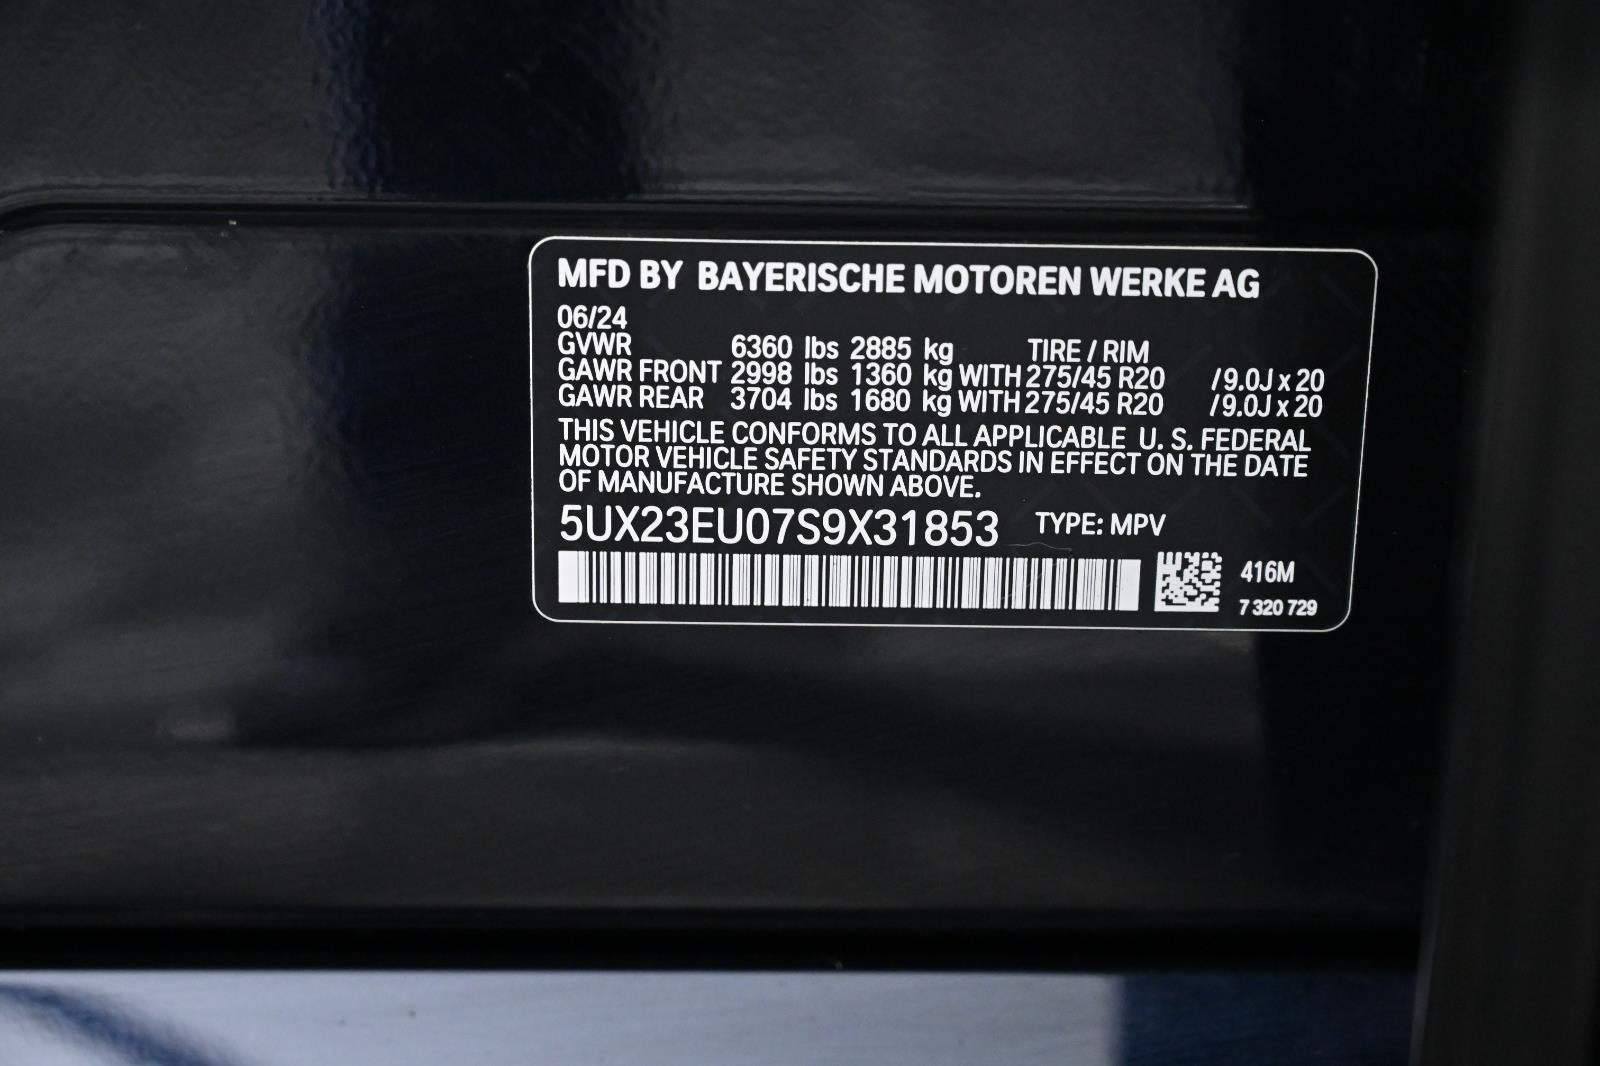 MFD BY BAYERISCHE MOTOREN WERKE AG
06/24
GVWR 6360 lbs 2885 kg TIRE / RIM
GAWR FRONT 2998 lbs 1360 kg WITH 275/45 R20 / 9.0J x 20
GAWR REAR 3704 lbs 1680 kg WITH 275/45 R20 / 9.0J x 20
THIS VEHICLE CONFORMS TO ALL APPLICABLE U. S. FEDERAL
MOTOR VEHICLE SAFETY STANDARDS IN EFFECT ON THE DATE
OF MANUFACTURE SHOWN ABOVE.
5UX23EU07S9X31853 TYPE: MPV
416M
7 320 729